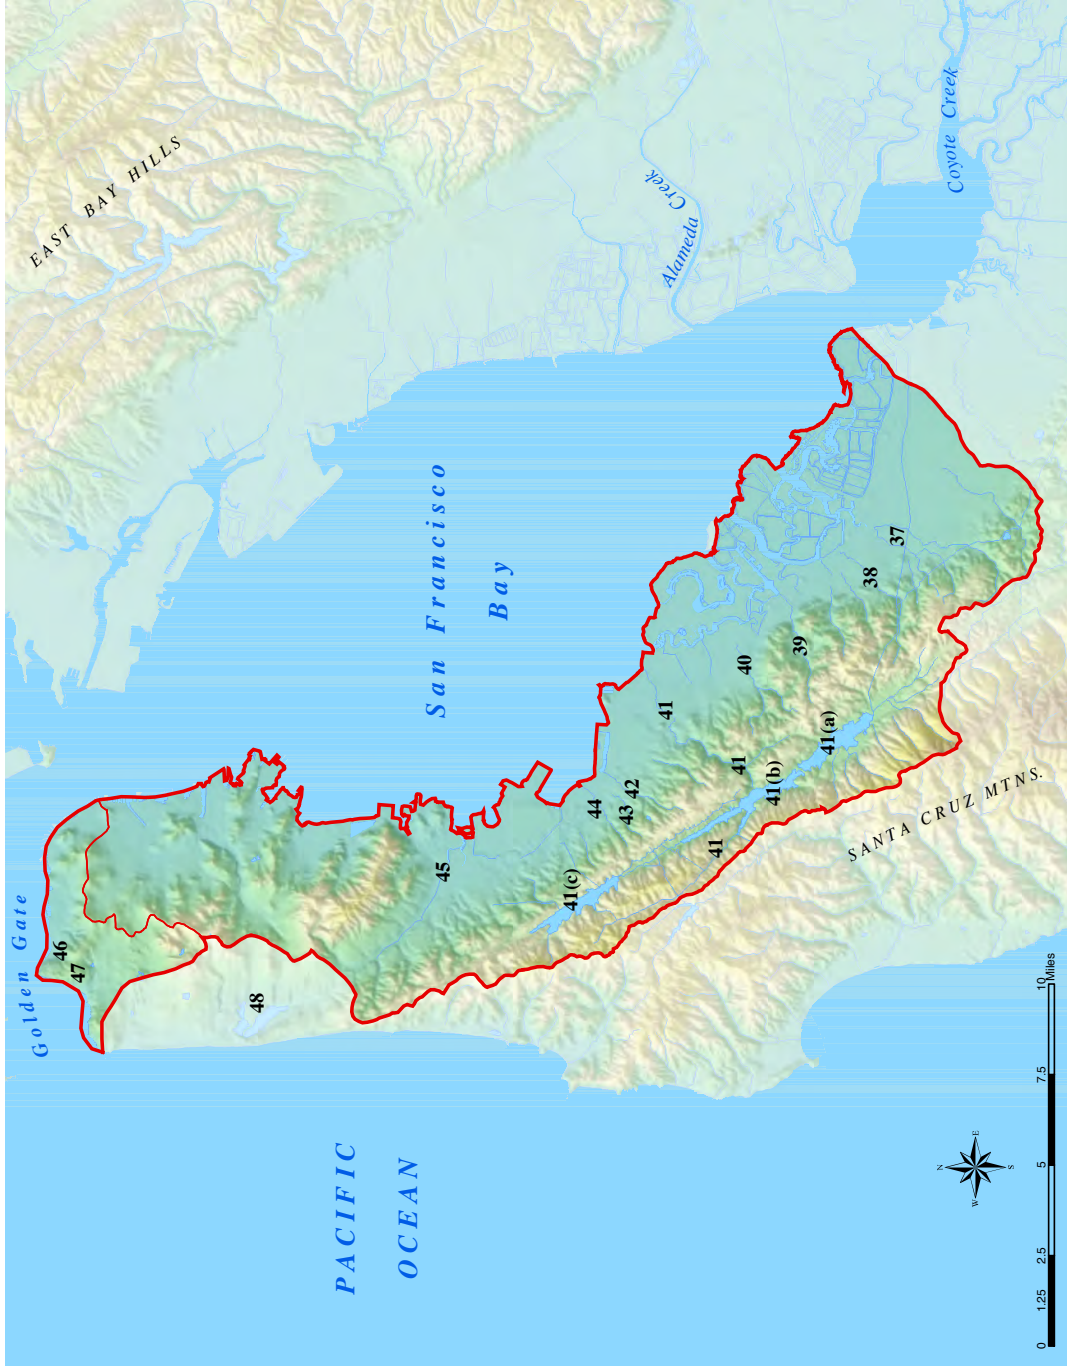 Golden Gate
EAST BAY HILLS
Coyote Creek
Alameda Creek
San Francisco
Bay
PACIFIC
OCEAN
SANTA CRUZ MTNS.
46
47
48
45
44
43
42
41(c)
41
41
41
41(b)
41(a)
40
39
38
37
N
E
S
W
0
1.25
2.5
5
7.5
10
Miles